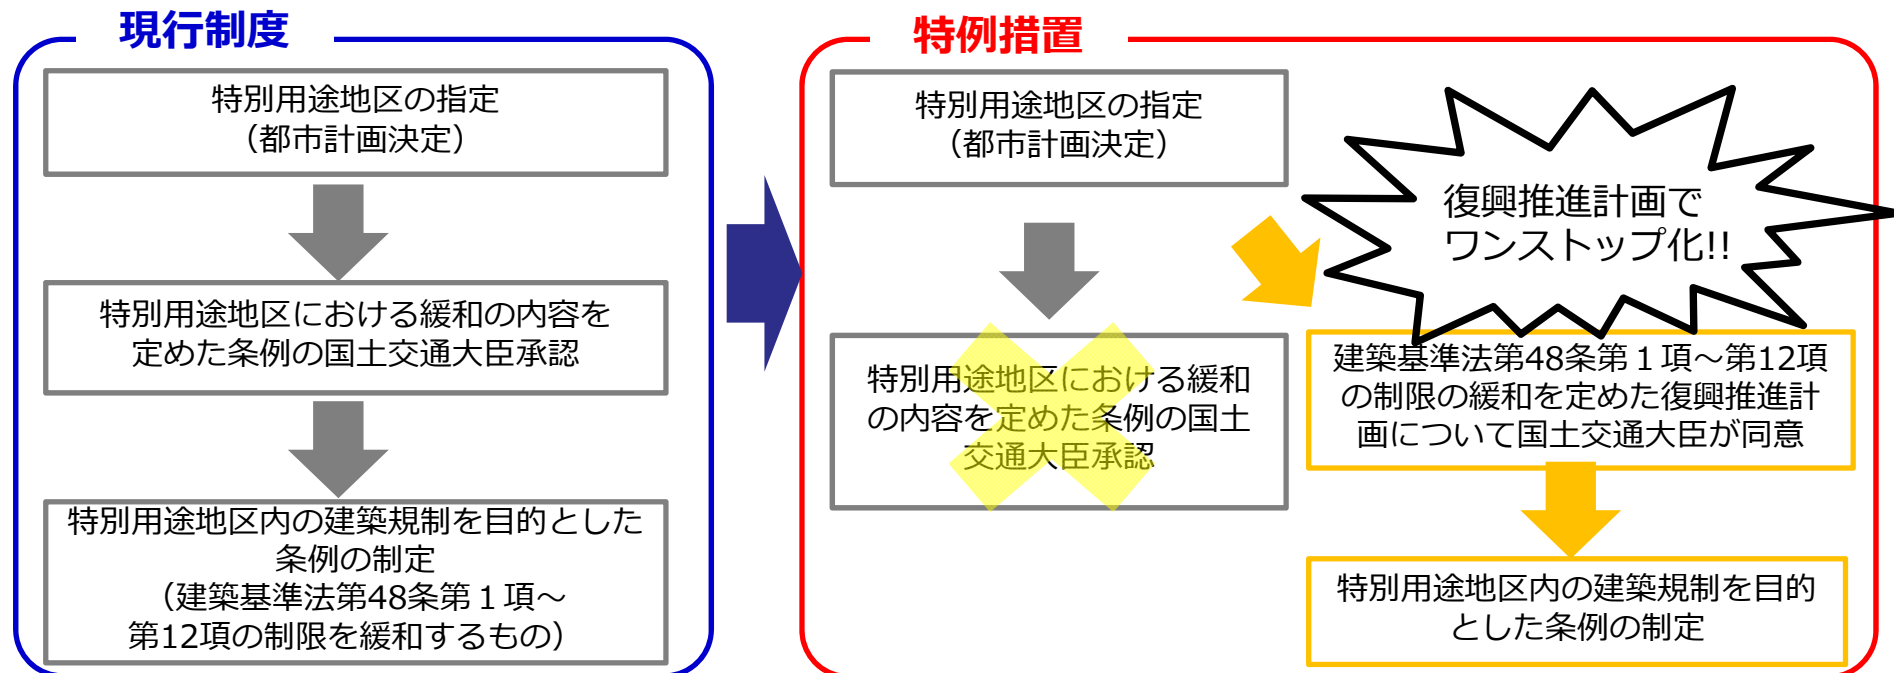 現行制度
特別用途地区の指定
（都市計画決定）
特別用途地区における緩和の内容を
定めた条例の国土交通大臣承認
特別用途地区内の建築規制を目的とした
条例の制定
（建築基準法第48条第１項～
第12項の制限を緩和するもの）
特例措置
特別用途地区の指定
（都市計画決定）
特別用途地区における緩和
の内容を定めた条例の国土
交通大臣承認
復興推進計画で
ワンストップ化!!
建築基準法第48条第１項～第12項
の制限の緩和を定めた復興推進計
画について国土交通大臣が同意
特別用途地区内の建築規制を目的
とした条例の制定